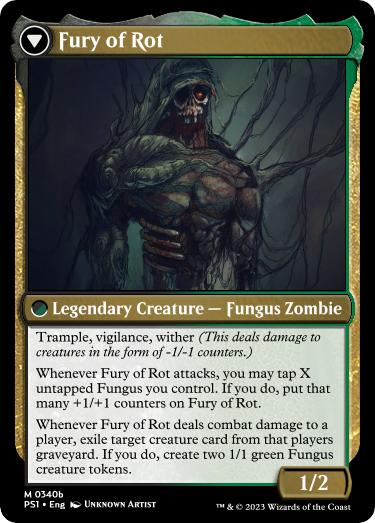 Fury of Rot
Legendary Creature — Fungus Zombie
Trample, vigilance, wither (This deals damage to
creatures in the form of -1/-1 counters.)
Whenever Fury of Rot attacks, you may tap X
untapped Fungus you control. If you do, put that
many +1/+1 counters on Fury of Rot.
Whenever Fury of Rot deals combat damage to a
player, exile target creature card from that players
graveyard. If you do, create two 1/1 green Fungus
creature tokens.
1/2
M 0340b
PS1 • Eng Unknown Artist
™ & © 2023 Wizards of the Coast